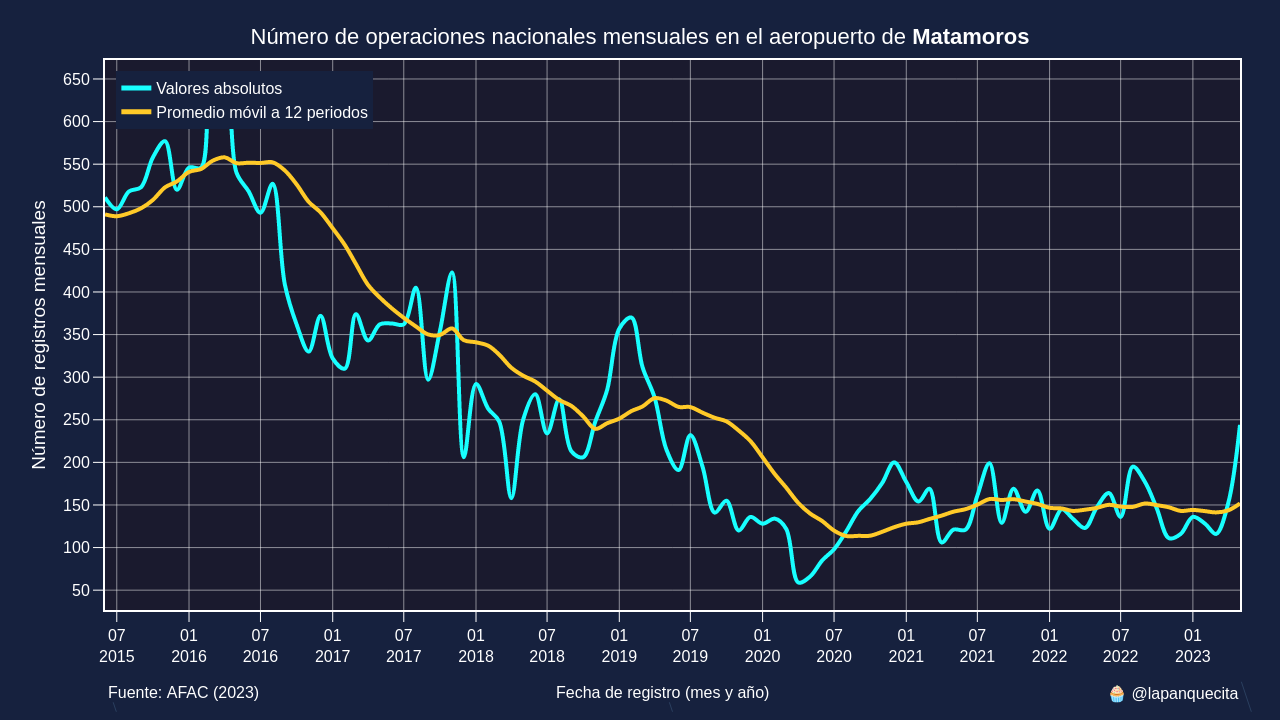 Número de operaciones nacionales mensuales en el aeropuerto de Matamoros
Valores absolutos
Promedio móvil a 12 periodos
Número de registros mensuales
650
600
550
500
450
400
350
300
250
200
150
100
50
07 01 07 01 07 01 07 01 07 01 07 01 07 01 07 01
2015 2016 2016 2017 2017 2018 2018 2019 2019 2020 2020 2021 2021 2022 2022 2023
Fuente: AFAC (2023)
Fecha de registro (mes y año)
🧁 @lapanquecita